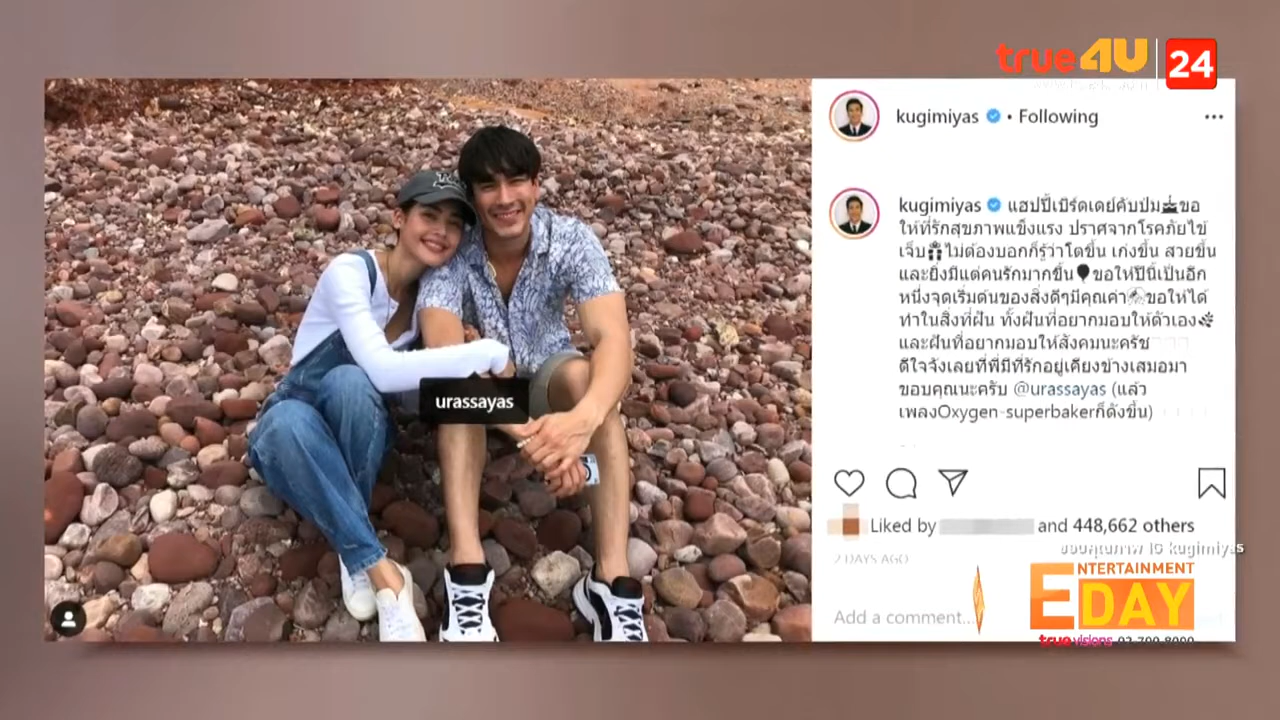 true4U 24
kugimiyas • Following
kugimiyas แฮปปี้เบิร์ดเดย์คับป๋ม ขอ
ให้ที่รักสุขภาพแข็งแรง ปราศจากโรคภัยไข้
เจ็บ ไม่ต้องบอกก็รู้ว่าโตขึ้น เก่งขึ้น สวยขึ้น
และยิ่งมีแต่คนรักมากขึ้น ขอให้ปีนี้เป็นอีก
หนึ่งจุดเริ่มต้นของสิ่งดีๆมีคุณค่า ขอให้ได้
ทำในสิ่งที่ฝัน ทั้งฝันที่อยากมอบให้ตัวเอง
และฝันที่อยากมอบให้สังคมนะครัช
ดีใจจังเลยที่พี่มีที่รักอยู่เคียงข้างเสมอมา
ขอบคุณนะครับ @urassayas (แล้ว
เพลงOxygen-superbakerก็ดังขึ้น)
urassayas
Liked by and 448,662 others
ขอบคุณภาพ IG kugimiyas
2 DAYS AGO
ENTERTAINMENT
EDAY
Add a comment...
truevisions 02-700-8000